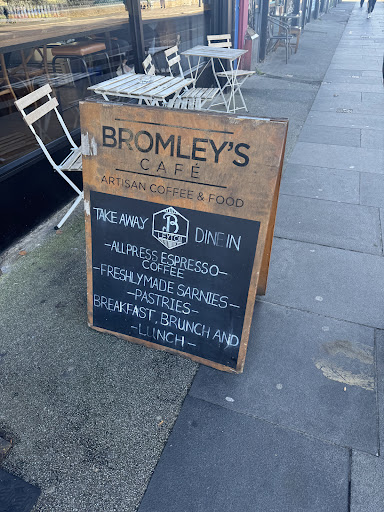 BROMLEY'S
CAFÉ
ARTISAN COFFEE & FOOD
TAKE AWAY B DINE IN
-ALLPRESS ESPRESSO-
COFFEE
-FRESHLY MADE SARNIES-
-PASTRIES-
BREAKFAST, BRUNCH AND
-LUNCH-